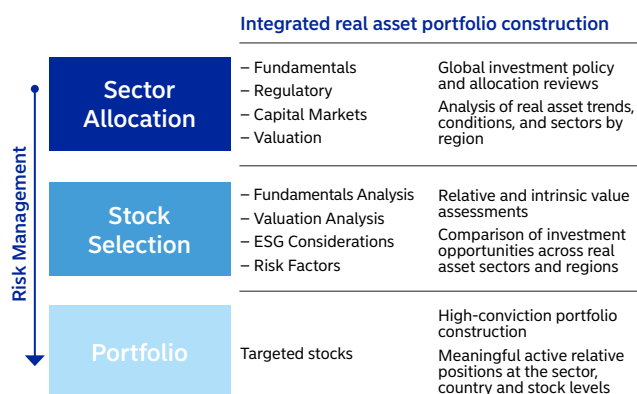 Integrated real asset portfolio construction
Risk Management
Sector
Allocation
– Fundamentals
– Regulatory
– Capital Markets
– Valuation
Global investment policy
and allocation reviews
Analysis of real asset trends,
conditions, and sectors by
region
Stock
Selection
– Fundamentals Analysis
– Valuation Analysis
– ESG Considerations
– Risk Factors
Relative and intrinsic value
assessments
Comparison of investment
opportunities across real
asset sectors and regions
Portfolio
Targeted stocks
High-conviction portfolio
construction
Meaningful active relative
positions at the sector,
country and stock levels